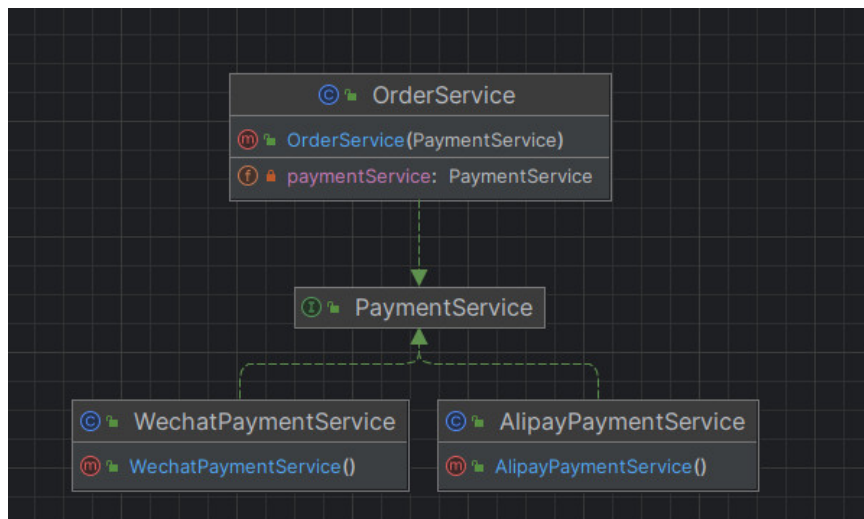 OrderService
OrderService(PaymentService)
paymentService: PaymentService
PaymentService
WechatPaymentService
WechatPaymentService()
AlipayPaymentService
AlipayPaymentService()